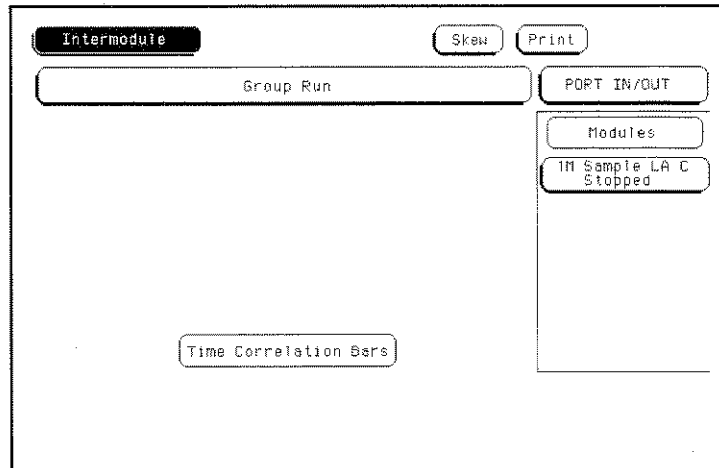 Intermodule Skew Print
Group Run PORT IN/OUT
Modules
1M Sample LA C
Stopped
Time Correlation Bars